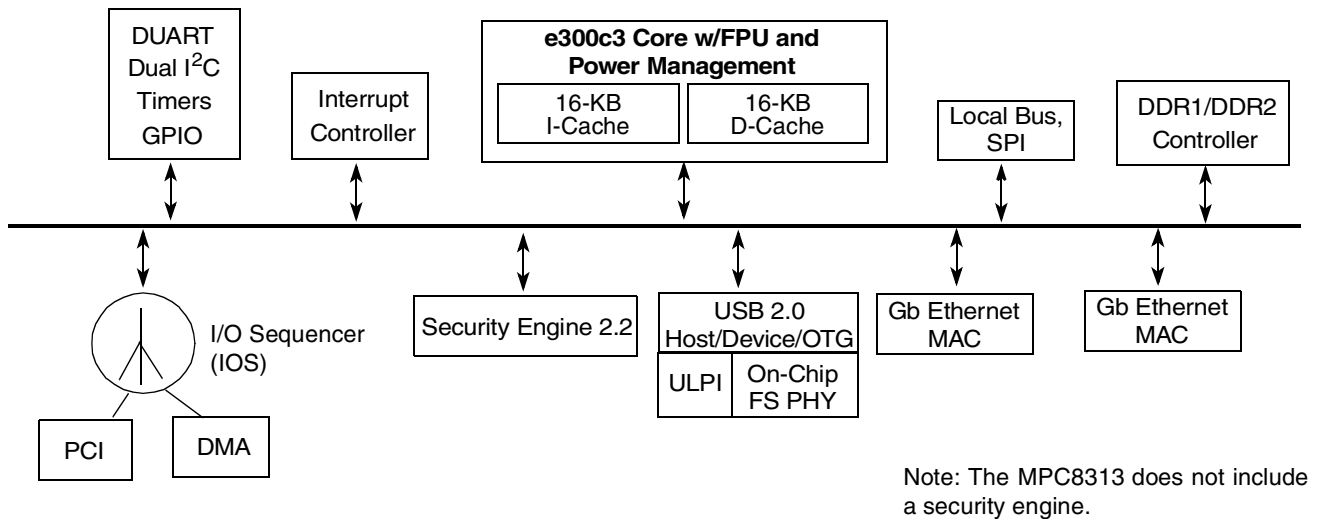 DUART
Dual I²C
Timers
GPIO
Interrupt
Controller
e300c3 Core w/FPU and
Power Management
16-KB
I-Cache
16-KB
D-Cache
Local Bus,
SPI
DDR1/DDR2
Controller
I/O Sequencer
(IOS)
PCI
DMA
Security Engine 2.2
USB 2.0
Host/Device/OTG
ULPI
On-Chip
FS PHY
Gb Ethernet
MAC
Gb Ethernet
MAC
Note: The MPC8313 does not include
a security engine.